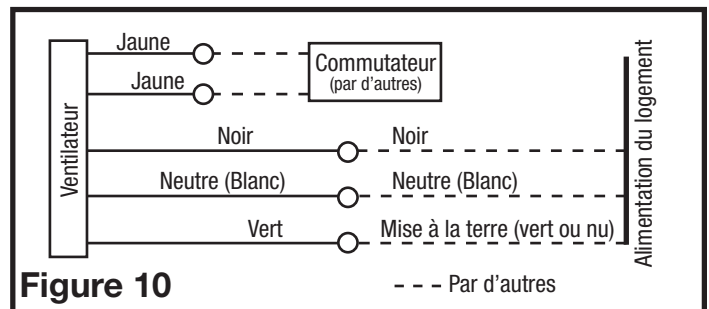 Jaune
Commutateur
(par d'autres)
Jaune
Ventilateur
Noir
Noir
Neutre (Blanc)
Neutre (Blanc)
Vert
Mise à la terre (vert ou nu)
Alimentation du logement
Figure 10
- - - - Par d'autres